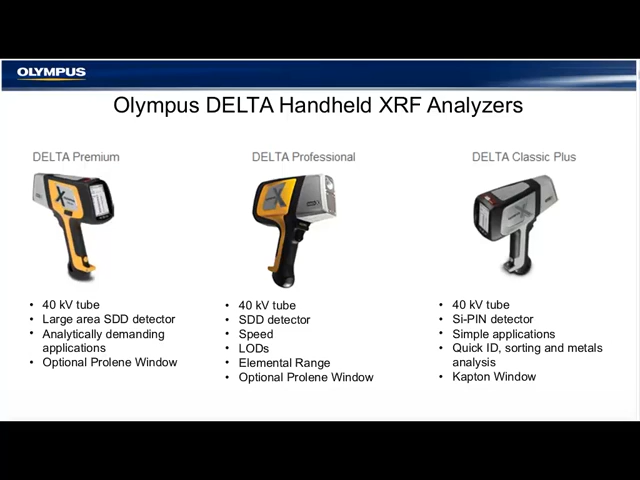 OLYMPUS
Olympus DELTA Handheld XRF Analyzers
DELTA Premium
• 40 kV tube
• Large area SDD detector
• Analytically demanding
applications
• Optional Prolene Window
DELTA Professional
• 40 kV tube
• SDD detector
• Speed
• LODs
• Elemental Range
• Optional Prolene Window
DELTA Classic Plus
• 40 kV tube
• Si-PIN detector
• Simple applications
• Quick ID, sorting and metals
analysis
• Kapton Window